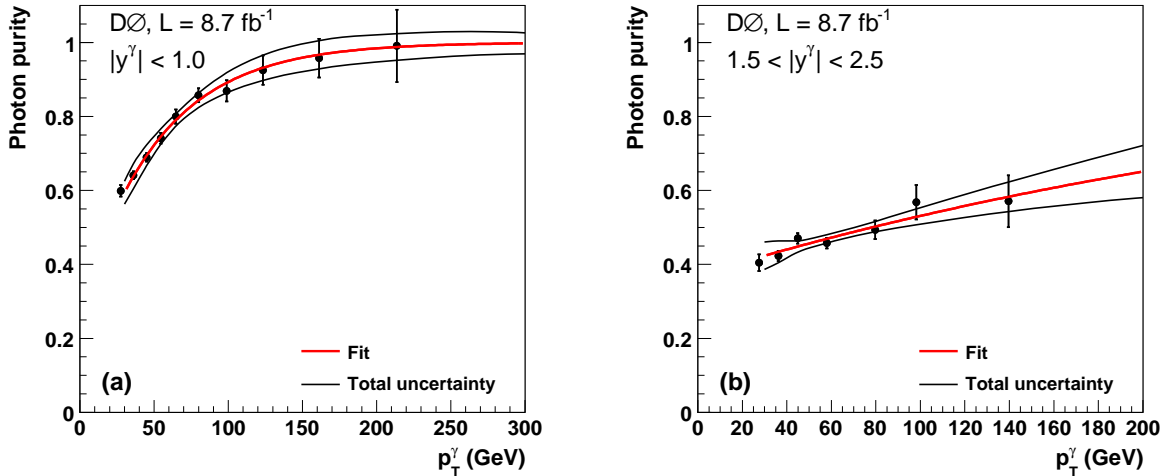 DØ, L = 8.7 fb⁻¹
|yᵞ| < 1.0
Photon purity
1
0.8
0.6
0.4
0.2
0
Fit
Total uncertainty
(a)
0 50 100 150 200 250 300
p_T^γ (GeV)
DØ, L = 8.7 fb⁻¹
1.5 < |yᵞ| < 2.5
Photon purity
1
0.8
0.6
0.4
0.2
0
Fit
Total uncertainty
(b)
0 20 40 60 80 100 120 140 160 180 200
p_T^γ (GeV)